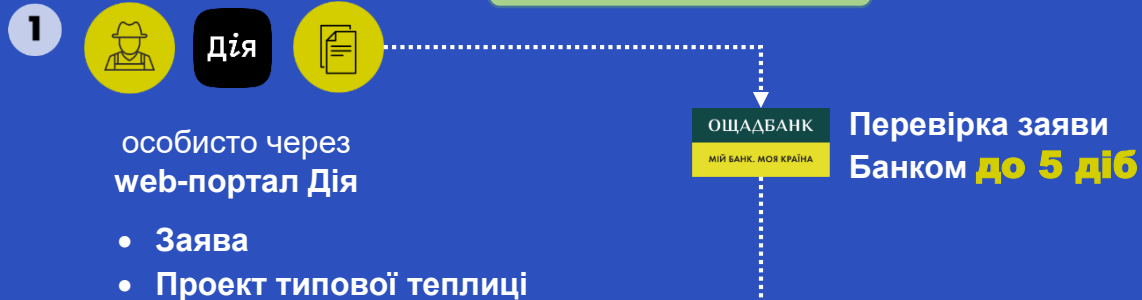 1
Дія
особисто через
web-портал Дія
• Заява
• Проект типової теплиці
ОЩАДБАНК
МІЙ БАНК. МОЯ КРАЇНА
Перевірка заяви
Банком до 5 діб